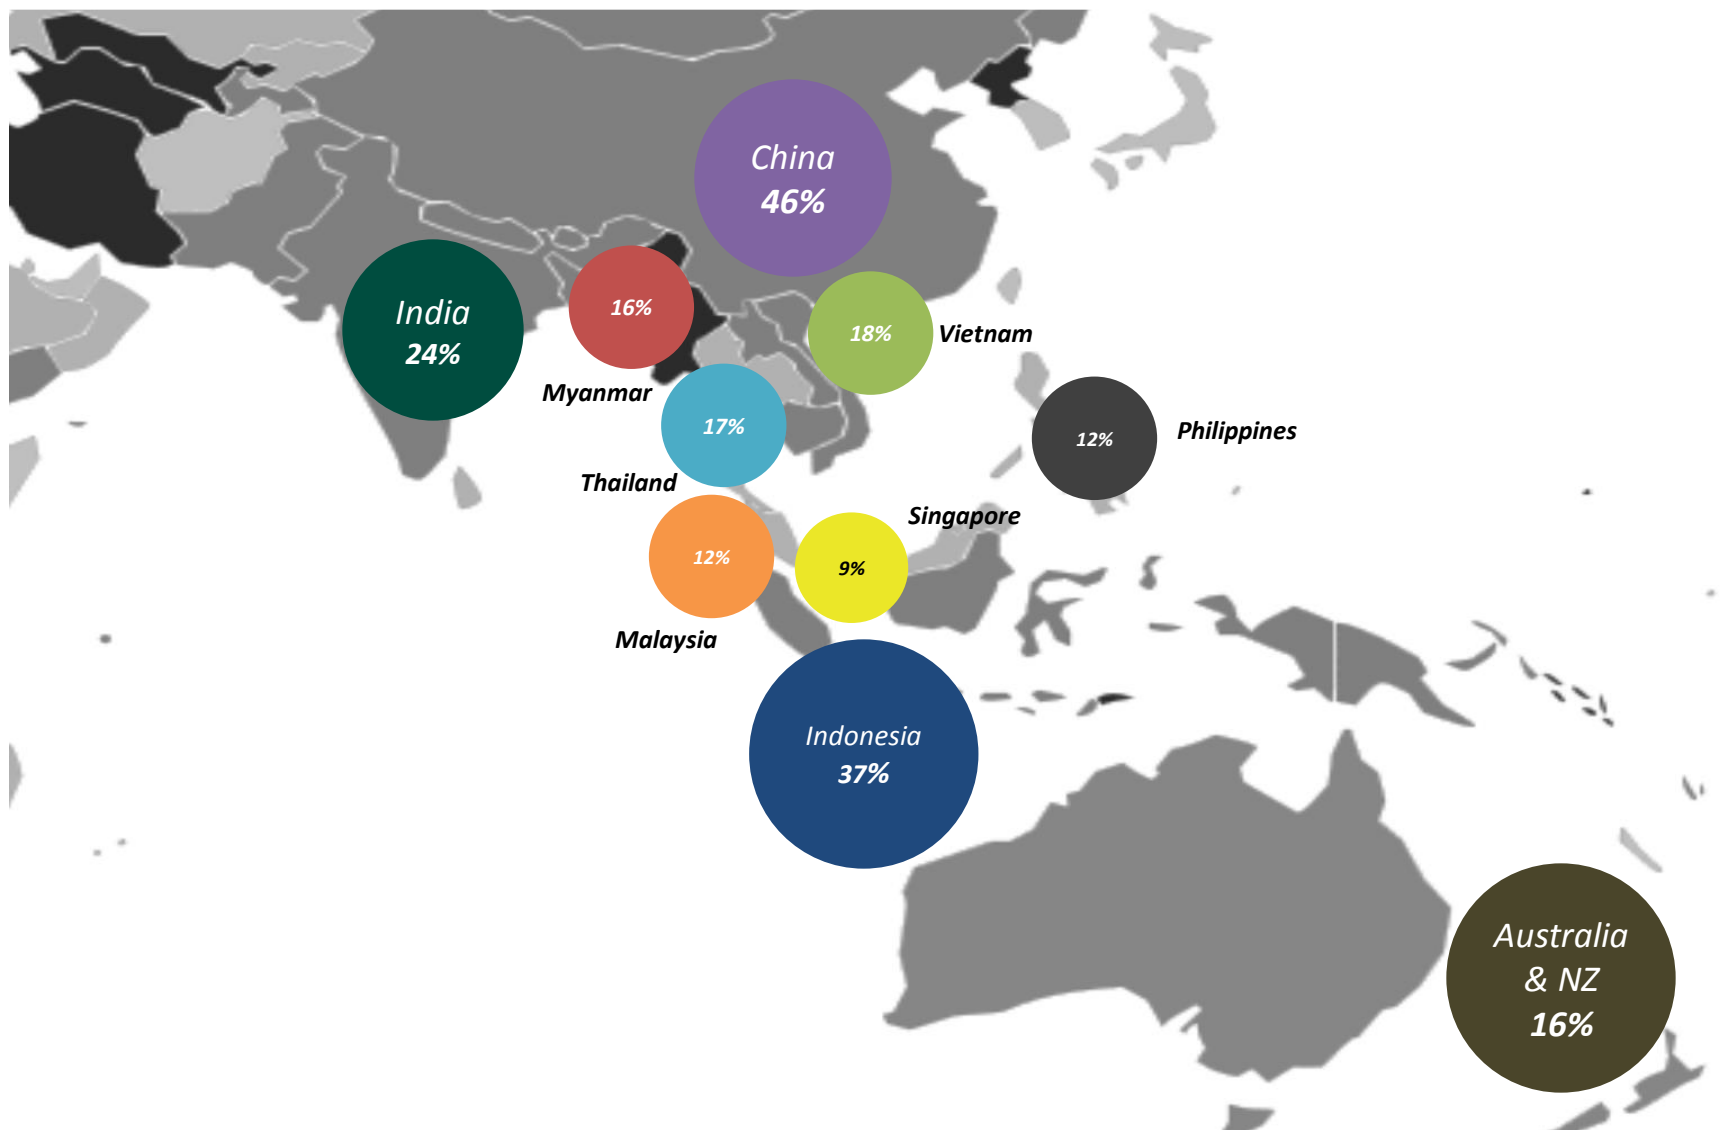 China
46%
India
24%
16%
Myanmar
18%
Vietnam
17%
Thailand
12%
Philippines
12%
Malaysia
9%
Singapore
Indonesia
37%
Australia
& NZ
16%